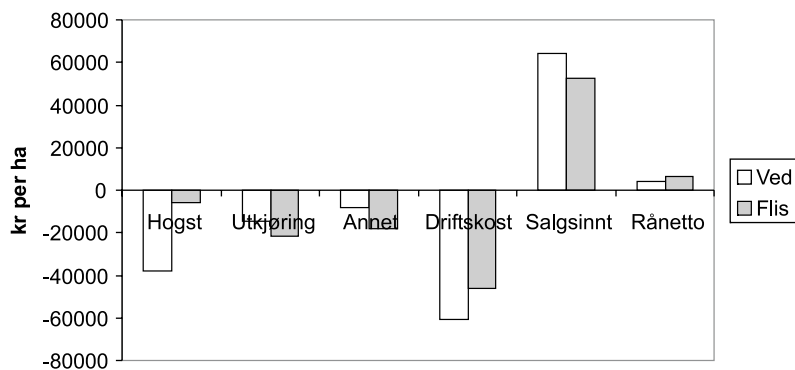 80000
60000
40000
20000
0
-20000
-40000
-60000
-80000
kr per ha
Hogst Utkjøring Annet Driftskost Salgsinnt Rånetto
Ved
Flis